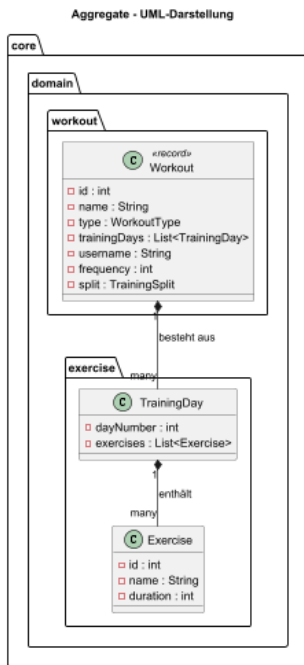 Aggregate - UML-Darstellung
core
domain
workout
C «record» Workout
id : int
name : String
type : WorkoutType
trainingDays : List<TrainingDay>
username : String
frequency : int
split : TrainingSplit
1
besteht aus
many
exercise
C TrainingDay
dayNumber : int
exercises : List<Exercise>
1
enthält
many
C Exercise
id : int
name : String
duration : int